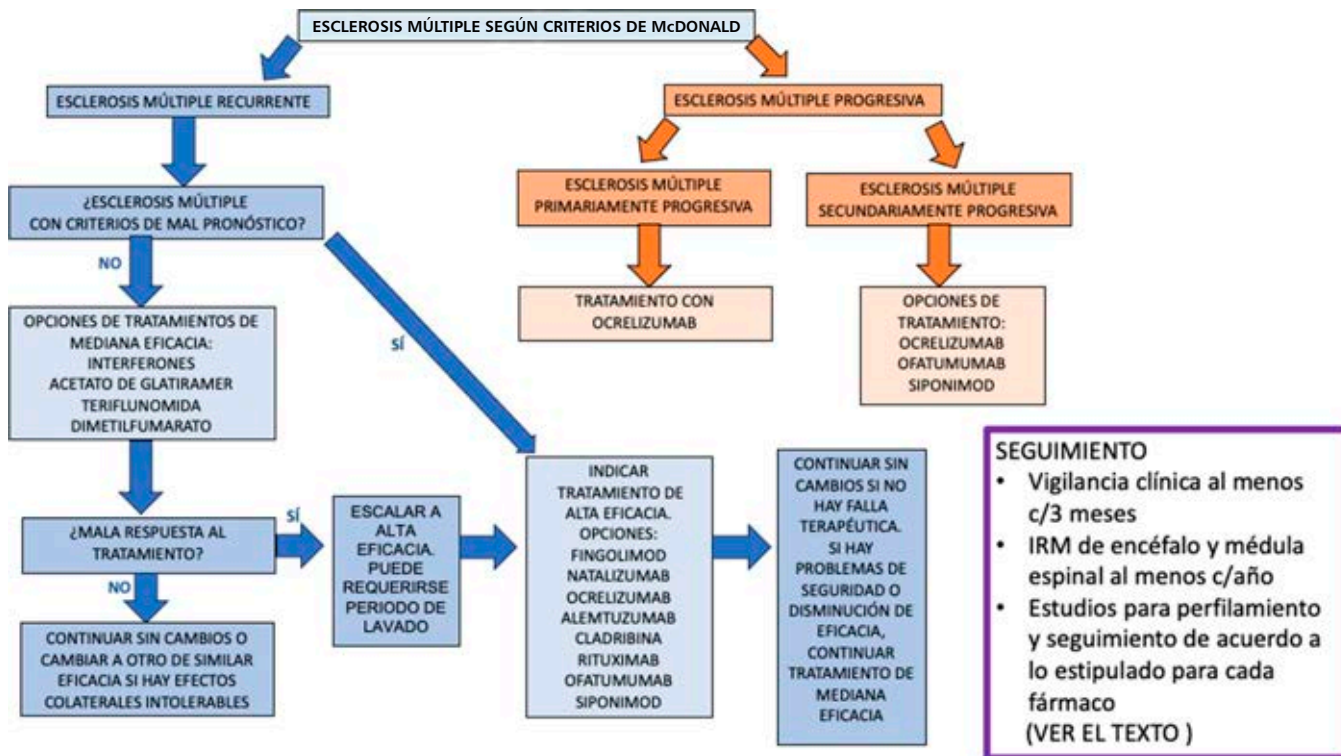 ESCLEROSIS MÚLTIPLE SEGÚN CRITERIOS DE McDONALD
ESCLEROSIS MÚLTIPLE RECURRENTE
¿ESCLEROSIS MÚLTIPLE
CON CRITERIOS DE MAL PRONÓSTICO?
NO
SÍ
OPCIONES DE TRATAMIENTOS DE
MEDIANA EFICACIA:
INTERFERONES
ACETATO DE GLATIRAMER
TERIFLUNOMIDA
DIMETILFUMARATO
¿MALA RESPUESTA AL
TRATAMIENTO?
SÍ
NO
CONTINUAR SIN CAMBIOS O
CAMBIAR A OTRO DE SIMILAR
EFICACIA SI HAY EFECTOS
COLATERALES INTOLERABLES
ESCALAR A
ALTA
EFICACIA.
PUEDE
REQUERIRSE
PERIODO DE
LAVADO
INDICAR
TRATAMIENTO DE
ALTA EFICACIA.
OPCIONES:
FINGOLIMOD
NATALIZUMAB
OCRELIZUMAB
ALEMTUZUMAB
CLADRIBINA
RITUXIMAB
OFATUMUMAB
SIPONIMOD
CONTINUAR SIN
CAMBIOS SI NO
HAY FALLA
TERAPÉUTICA.
SI HAY
PROBLEMAS DE
SEGURIDAD O
DISMINUCIÓN DE
EFICACIA,
CONTINUAR
TRATAMIENTO DE
MEDIANA
EFICACIA
ESCLEROSIS MÚLTIPLE PROGRESIVA
ESCLEROSIS MÚLTIPLE
PRIMARIAMENTE PROGRESIVA
TRATAMIENTO CON
OCRELIZUMAB
ESCLEROSIS MÚLTIPLE
SECUNDARIAMENTE PROGRESIVA
OPCIONES DE
TRATAMIENTO:
OCRELIZUMAB
OFATUMUMAB
SIPONIMOD
SEGUIMIENTO
• Vigilancia clínica al menos
c/3 meses
• IRM de encéfalo y médula
espinal al menos c/año
• Estudios para perfilamiento
y seguimiento de acuerdo a
lo estipulado para cada
fármaco
(VER EL TEXTO )